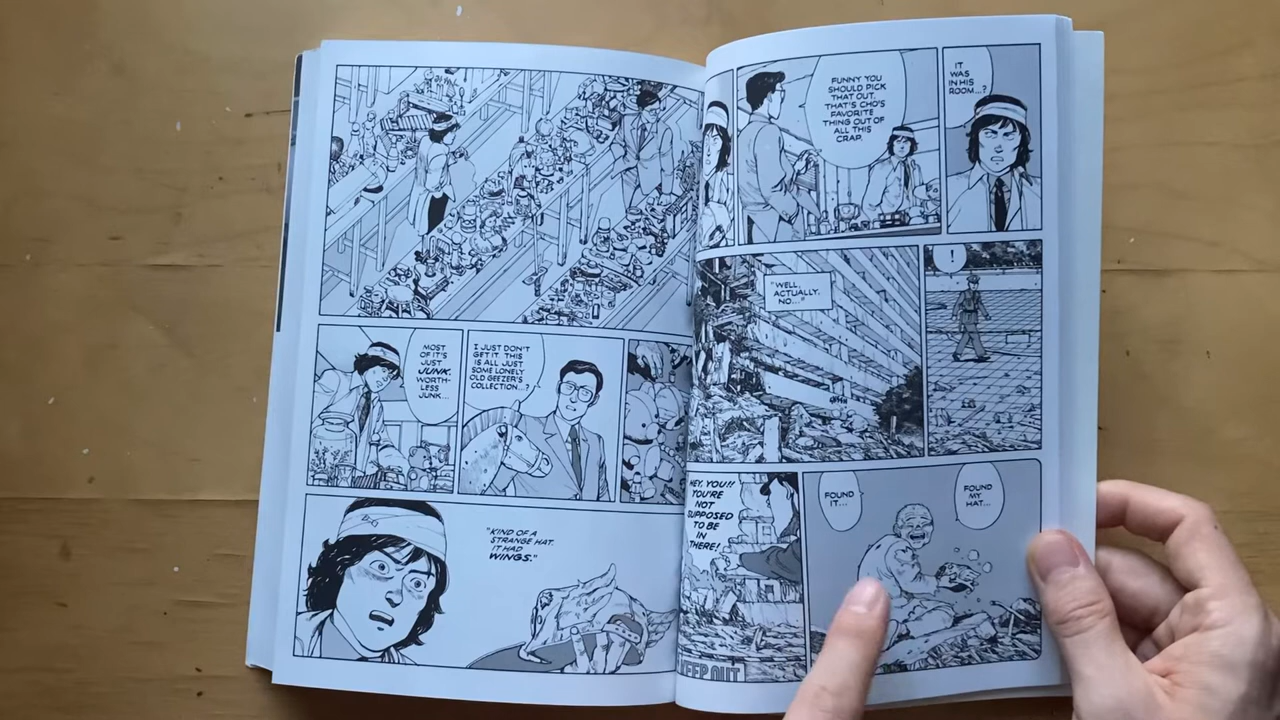 MOST
OF IT'S
JUST
JUNK.
WORTH-
LESS
JUNK...
I JUST DON'T
GET IT. THIS
IS ALL JUST
SOME LONELY
OLD GEEZER'S
COLLECTION...?
"KIND OF A
STRANGE HAT.
IT HAD
WINGS."
FUNNY YOU
SHOULD PICK
THAT OUT.
THAT'S CHO'S
FAVORITE
THING OUT OF
ALL THIS
CRAP.
IT
WAS
IN HIS
ROOM...?
"WELL,
ACTUALLY,
NO..."
!
HEY, YOU!!
YOU'RE
NOT
SUPPOSED
TO BE
IN
THERE!
KEEP OUT
FOUND
IT...
FOUND
MY
HAT...